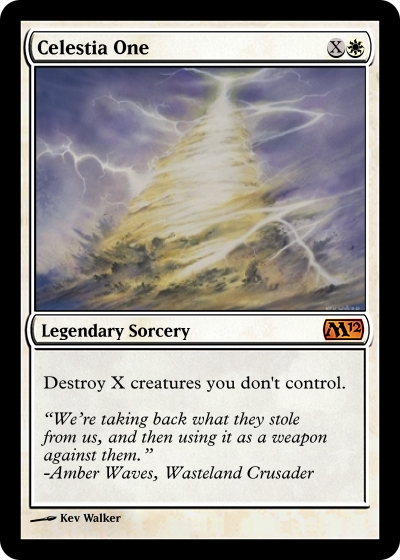 Celestia One X
Legendary Sorcery M12
Destroy X creatures you don't control.
“We’re taking back what they stole
from us, and then using it as a weapon
against them.”
-Amber Waves, Wasteland Crusader
Kev Walker